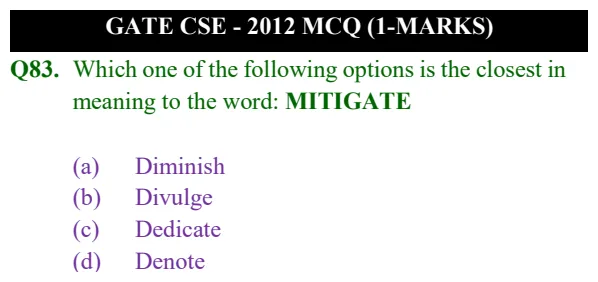 GATE CSE - 2012 MCQ (1-MARKS)
Q83. Which one of the following options is the closest in
meaning to the word: MITIGATE
(a) Diminish
(b) Divulge
(c) Dedicate
(d) Denote